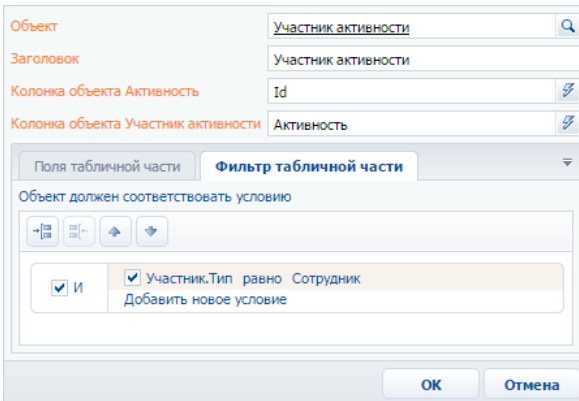 Объект Участник активности
Заголовок Участник активности
Колонка объекта Активность Id
Колонка объекта Участник активности Активность
Поля табличной части Фильтр табличной части
Объект должен соответствовать условию
И Участник.Тип равно Сотрудник
Добавить новое условие
ОК Отмена